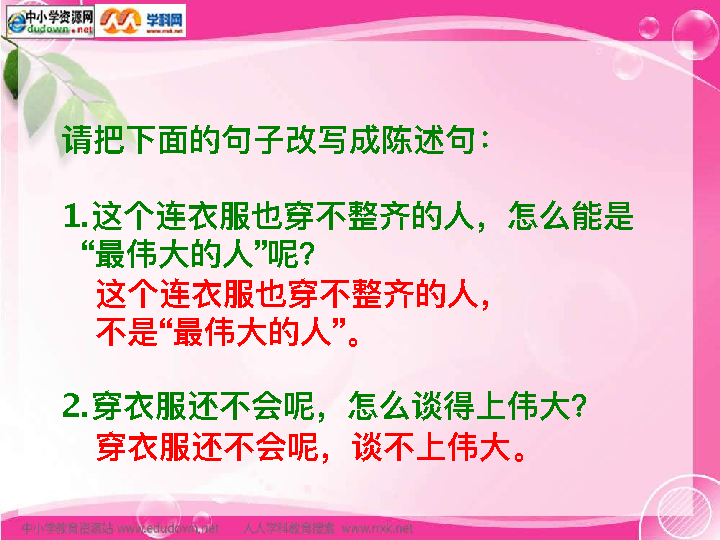 中小学资源网
dudown.net
学科网
www.nxk.net
请把下面的句子改写成陈述句：
1.这个连衣服也穿不整齐的人，怎么能是
“最伟大的人”呢？
这个连衣服也穿不整齐的人，
不是“最伟大的人”。
2.穿衣服还不会呢，怎么谈得上伟大？
穿衣服还不会呢，谈不上伟大。
中小学教育资源站 www.edudown.net 人人学科教育搜索 www.nxk.net